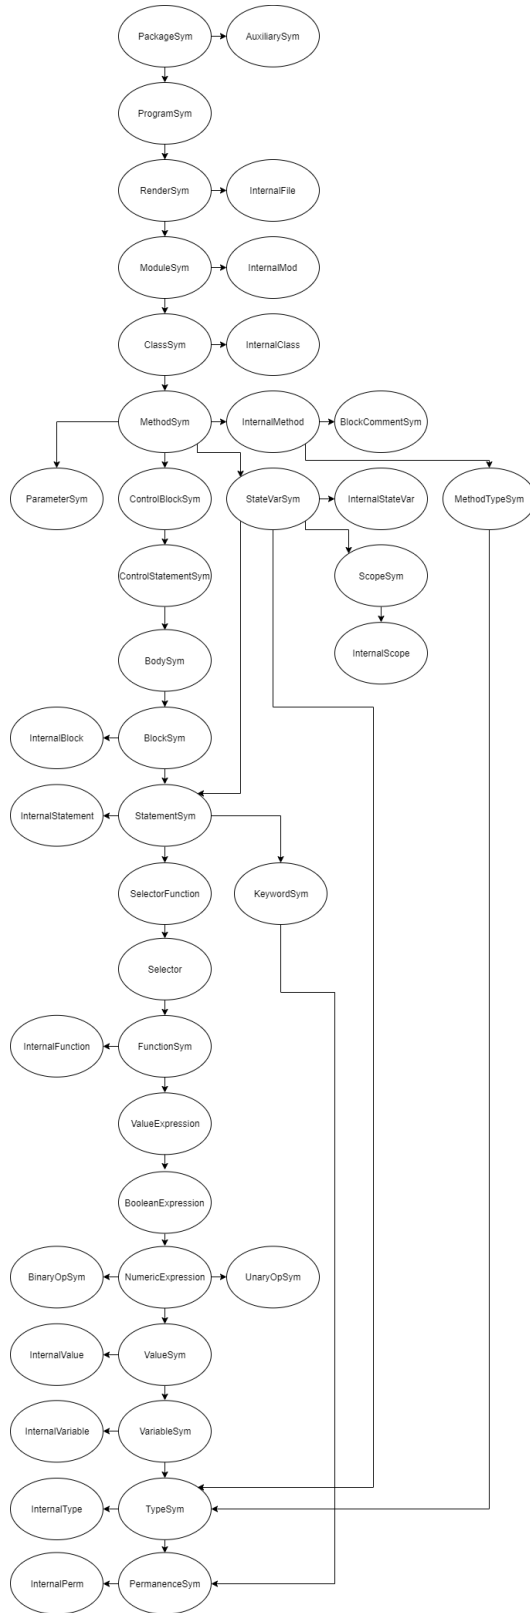 PackageSym
AuxiliarySym
ProgramSym
RenderSym
InternalFile
ModuleSym
InternalMod
ClassSym
InternalClass
MethodSym
InternalMethod
BlockCommentSym
ParameterSym
ControlBlockSym
StateVarSym
InternalStateVar
MethodTypeSym
ControlStatementSym
ScopeSym
BodySym
InternalScope
InternalBlock
BlockSym
InternalStatement
StatementSym
SelectorFunction
KeywordSym
Selector
InternalFunction
FunctionSym
ValueExpression
BooleanExpression
BinaryOpSym
NumericExpression
UnaryOpSym
InternalValue
ValueSym
InternalVariable
VariableSym
InternalType
TypeSym
InternalPerm
PermanenceSym